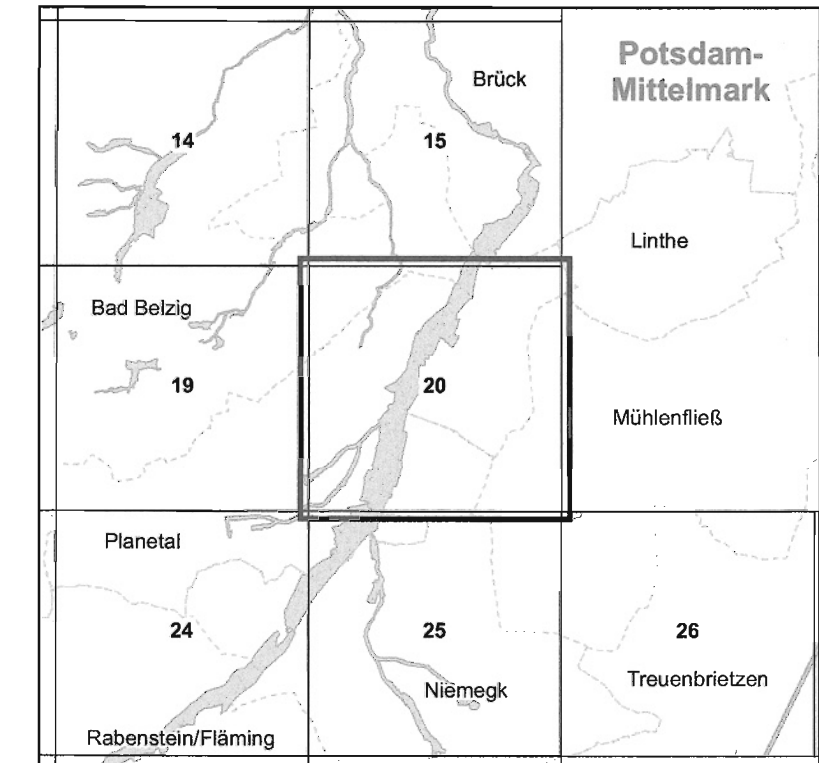 Potsdam-
Mittelmark
Brück
14
15
Linthe
Bad Belzig
19
20
Mühlenfließ
Planetal
24
25
26
Treuenbrietzen
Niemegk
Rabenstein/Fläming